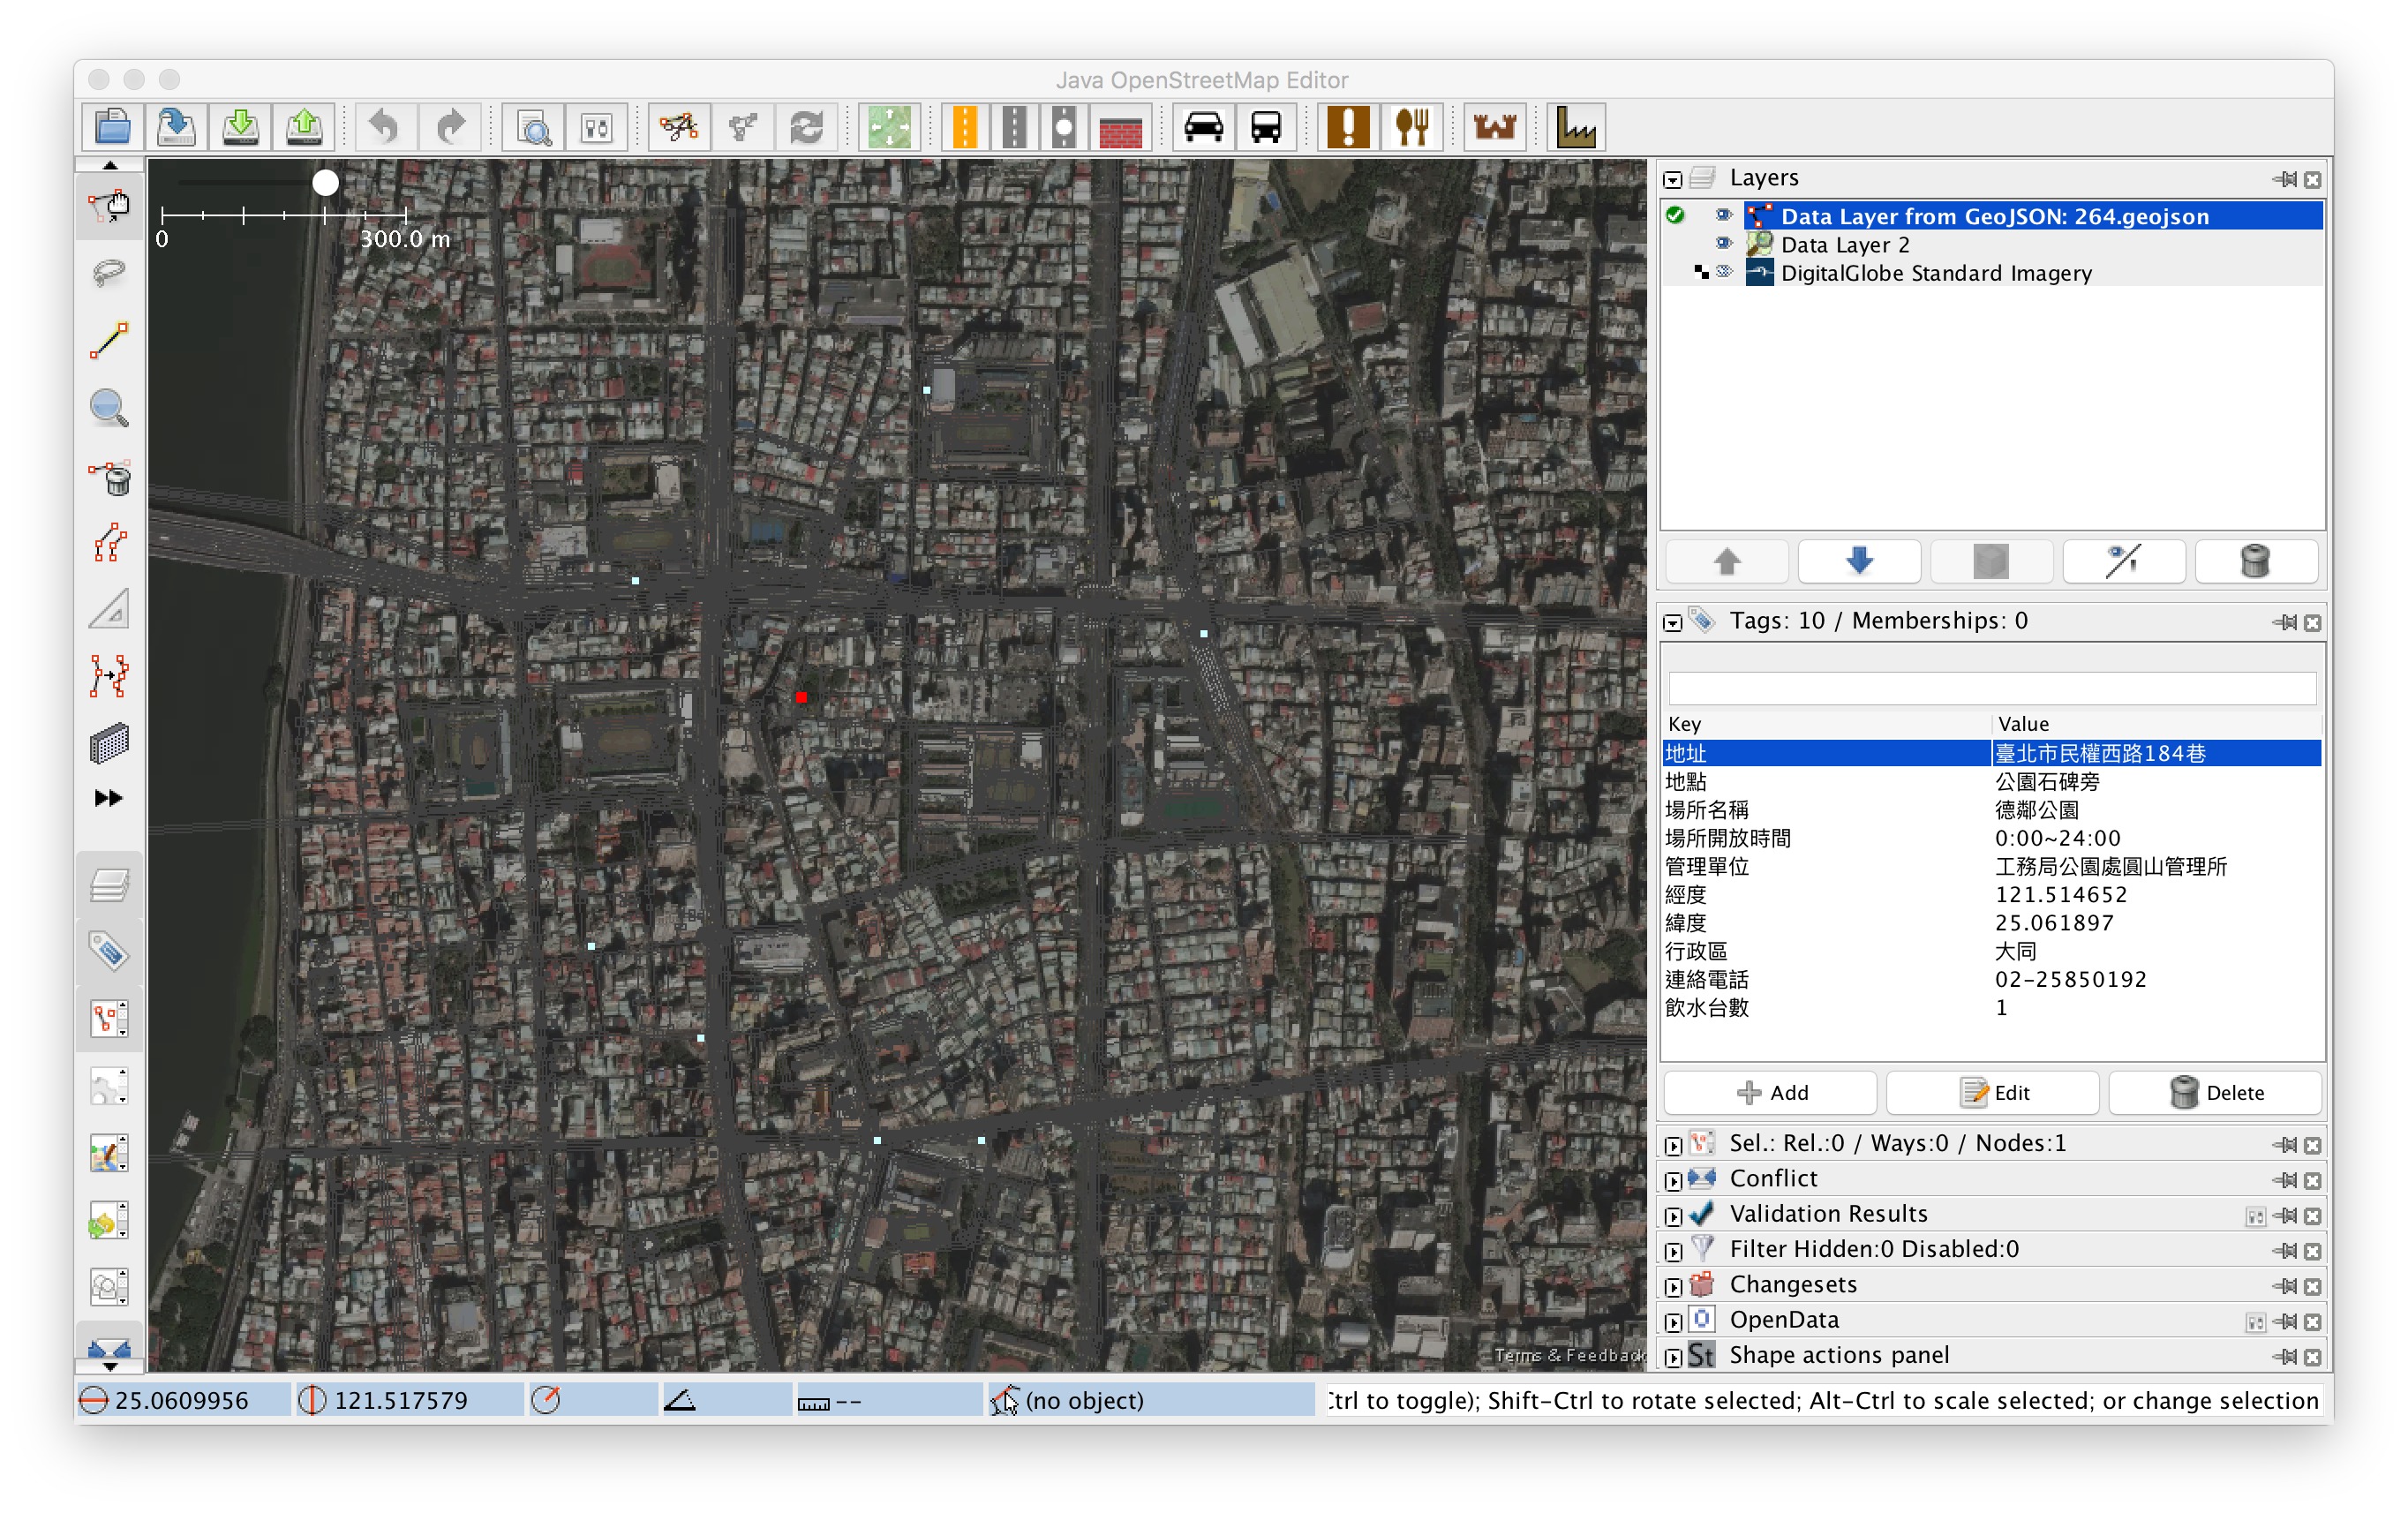 Java OpenStreetMap Editor
0 300.0 m
Terms & Feedback
Layers
Data Layer from GeoJSON: 264.geojson
Data Layer 2
DigitalGlobe Standard Imagery
Tags: 10 / Memberships: 0
Key Value
地址 臺北市民權西路184巷
地點 公園石碑旁
場所名稱 德鄰公園
場所開放時間 0:00~24:00
管理單位 工務局公園處圓山管理所
經度 121.514652
緯度 25.061897
行政區 大同
連絡電話 02-25850192
飲水台數 1
Add Edit Delete
Sel.: Rel.:0 / Ways:0 / Nodes:1
Conflict
Validation Results
Filter Hidden:0 Disabled:0
Changesets
OpenData
St Shape actions panel
25.0609956 121.517579 -- (no object) Ctrl to toggle); Shift-Ctrl to rotate selected; Alt-Ctrl to scale selected; or change selection